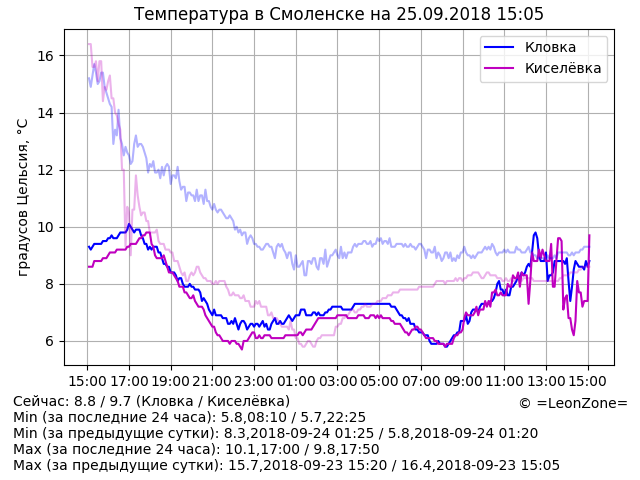 Температура в Смоленске на 25.09.2018 15:05
Кловка
Киселёвка
градусов Цельсия, °C
16
14
12
10
8
6
15:00 17:00 19:00 21:00 23:00 01:00 03:00 05:00 07:00 09:00 11:00 13:00 15:00
Сейчас: 8.8 / 9.7 (Кловка / Киселёвка)
© =LeonZone=
Min (за последние 24 часа): 5.8,08:10 / 5.7,22:25
Min (за предыдущие сутки): 8.3,2018-09-24 01:25 / 5.8,2018-09-24 01:20
Max (за последние 24 часа): 10.1,17:00 / 9.8,17:50
Max (за предыдущие сутки): 15.7,2018-09-23 15:20 / 16.4,2018-09-23 15:05